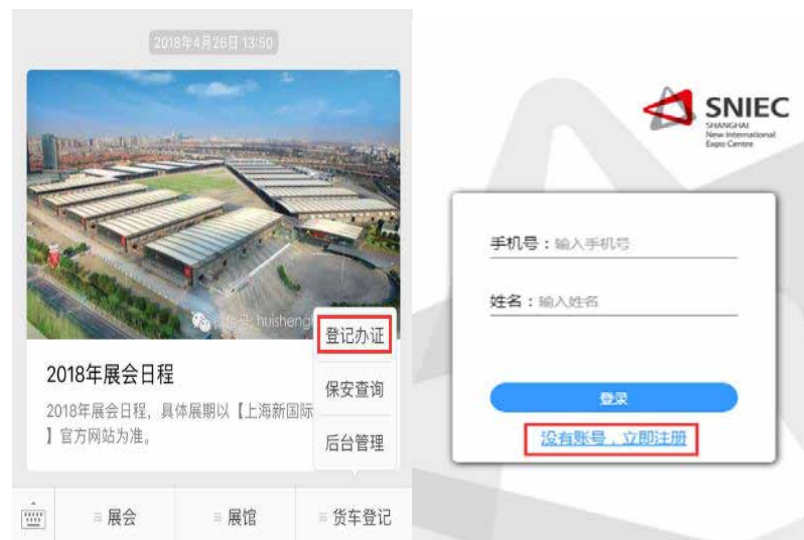 2018年4月26日 13:50
huisheng
登记办证
保安查询
后台管理
2018年展会日程
2018年展会日程，具体展期以【上海新国际
】官方网站为准。
展会
展馆
货车登记
SNIEC
SHANGHAI
New International
Expo Centre
手机号：输入手机号
姓名：输入姓名
登录
没有账号，立即注册